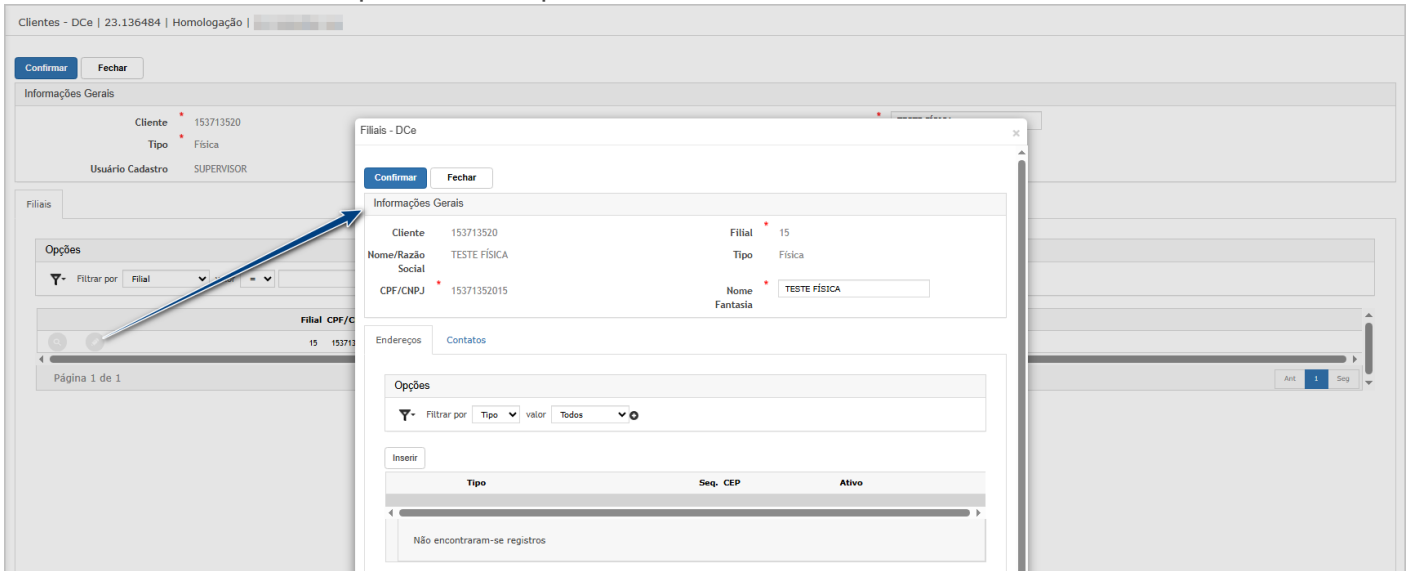 Clientes - DCe | 23.136484 | Homologação |
Confirmar Fechar
Informações Gerais
Cliente * 153713520 *
Tipo * Física
Usuário Cadastro SUPERVISOR
Filiais
Opções
Filtrar por Filial =
Filial CPF/C
15 15371
Página 1 de 1
Ant 1 Seg
Filiais - DCe ×
Confirmar Fechar
Informações Gerais
Cliente 153713520 Filial * 15
Nome/Razão Social TESTE FÍSICA Tipo Física
CPF/CNPJ * 15371352015 Nome Fantasia * TESTE FÍSICA
Endereços Contatos
Opções
Filtrar por Tipo valor Todos
Inserir
Tipo Seq. CEP Ativo
Não encontraram-se registros